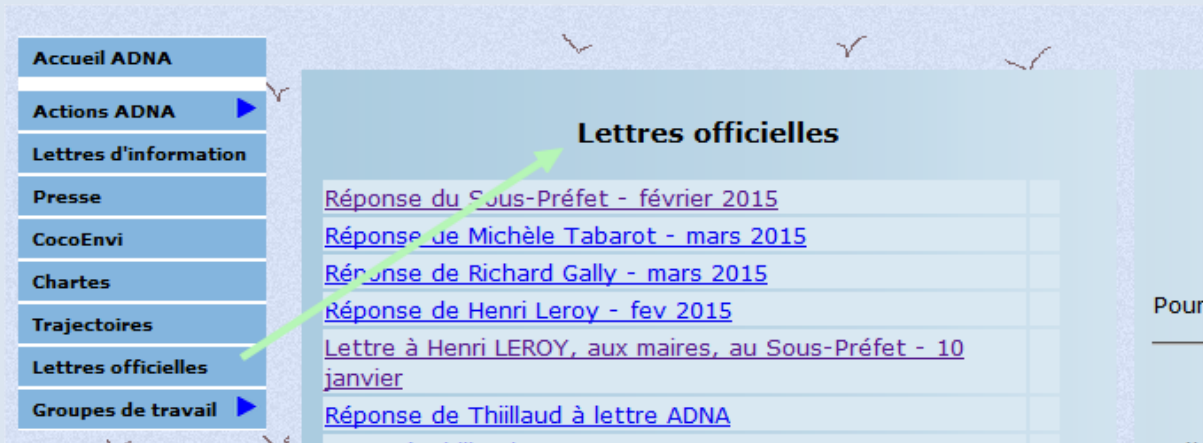 Accueil ADNA
Actions ADNA
Lettres d'information
Presse
CocoEnvi
Chartes
Trajectoires
Lettres officielles
Groupes de travail
Lettres officielles
Réponse du Sous-Préfet - février 2015
Réponse de Michèle Tabarot - mars 2015
Réponse de Richard Gally - mars 2015
Réponse de Henri Leroy - fev 2015
Lettre à Henri LEROY, aux maires, au Sous-Préfet - 10
janvier
Réponse de Thiillaud à lettre ADNA
Pour